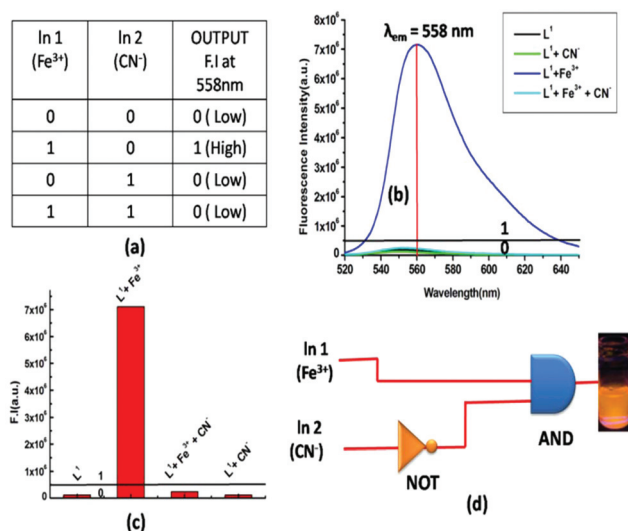 In 1 (Fe³⁺) In 2 (CN⁻) OUTPUT F.I at 558nm
0 0 0 ( Low)
1 0 1 (High)
0 1 0 ( Low)
1 1 0 ( Low)
(a)
λem = 558 nm
L¹
L¹+ CN⁻
L¹+Fe³⁺
L¹+ Fe³⁺ + CN⁻
Fluorescence Intensity(a.u.)
8x10⁶
7x10⁶
6x10⁶
5x10⁶
4x10⁶
3x10⁶
2x10⁶
1x10⁶
0
(b)
1
0
520 560 600 640
Wavelength(nm)
F.I(a.u.)
7x10⁶
6x10⁶
5x10⁶
4x10⁶
3x10⁶
2x10⁶
1x10⁶
0
L¹
L¹+ Fe³⁺
L¹+ Fe³⁺ + CN⁻
L¹+ CN⁻
1
0
(c)
In 1
(Fe³⁺)
In 2
(CN⁻)
NOT
AND
(d)